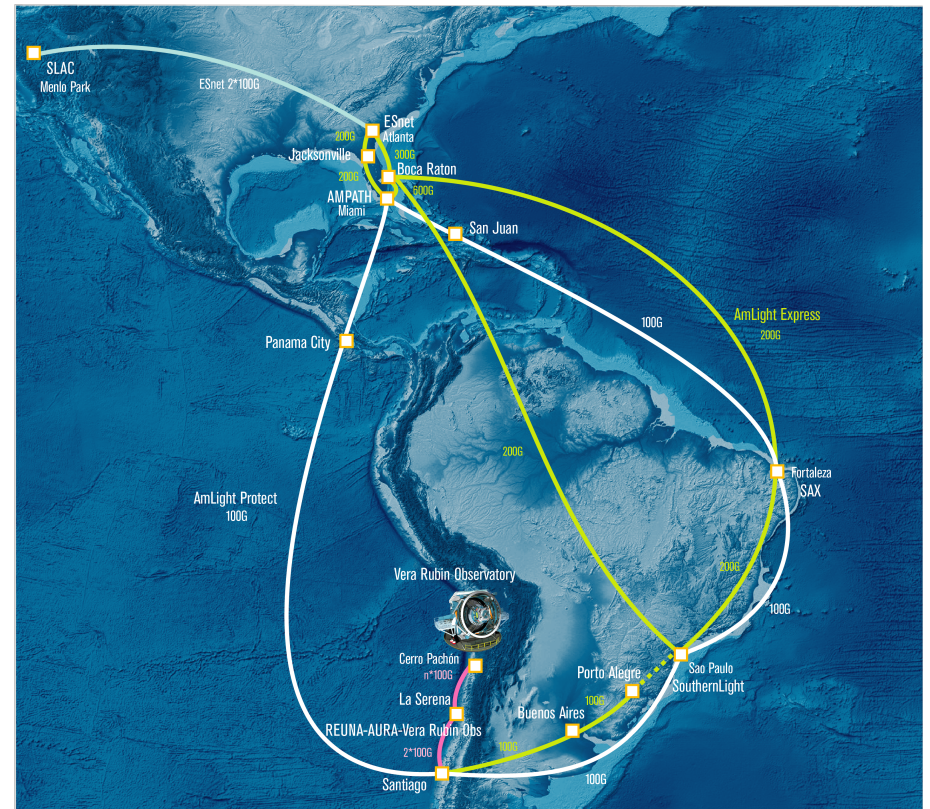 SLAC
Menlo Park
ESnet 2*100G
ESnet
Atlanta
200G
300G
Jacksonville
200G
Boca Raton
600G
AMPATH
Miami
San Juan
100G
AmLight Express
200G
Panama City
200G
Fortaleza
SAX
AmLight Protect
100G
200G
100G
Vera Rubin Observatory
Cerro Pachón
n*100G
Sao Paulo
SouthernLight
Porto Alegre
100G
La Serena
Buenos Aires
REUNA-AURA-Vera Rubin Obs
2*100G
100G
100G
Santiago